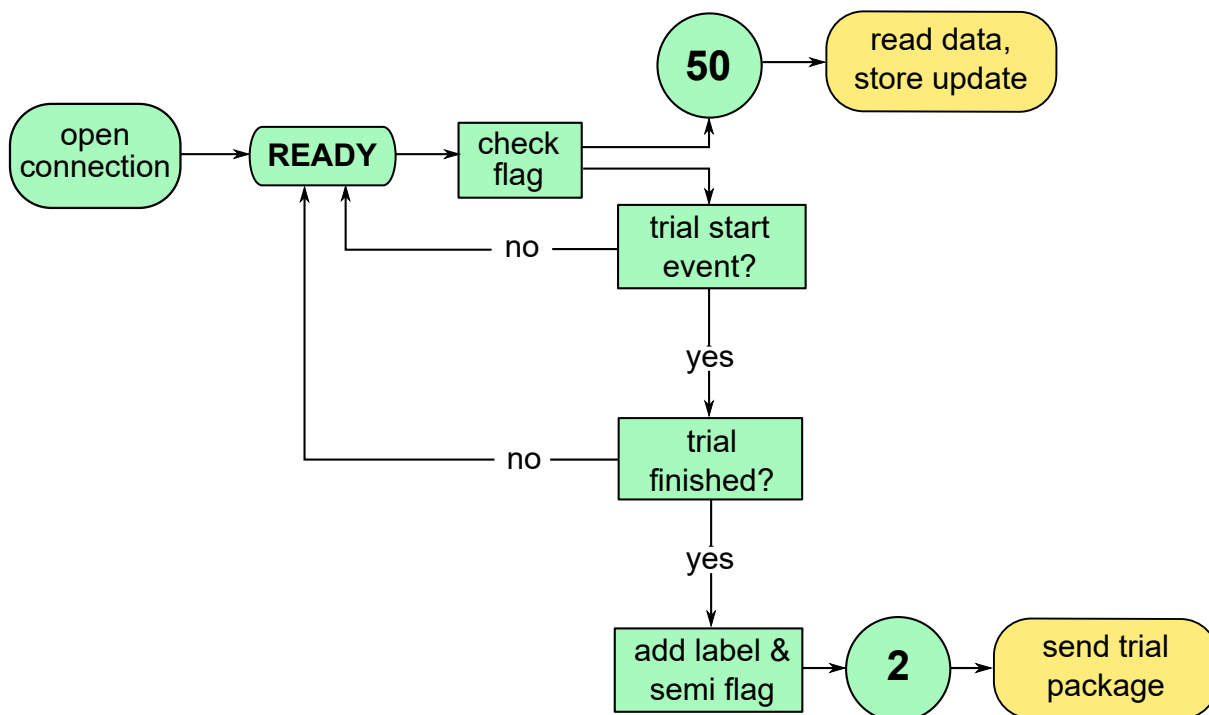 open
connection
READY
check
flag
50
read data,
store update
trial start
event?
no
yes
trial
finished?
no
yes
add label &
semi flag
2
send trial
package